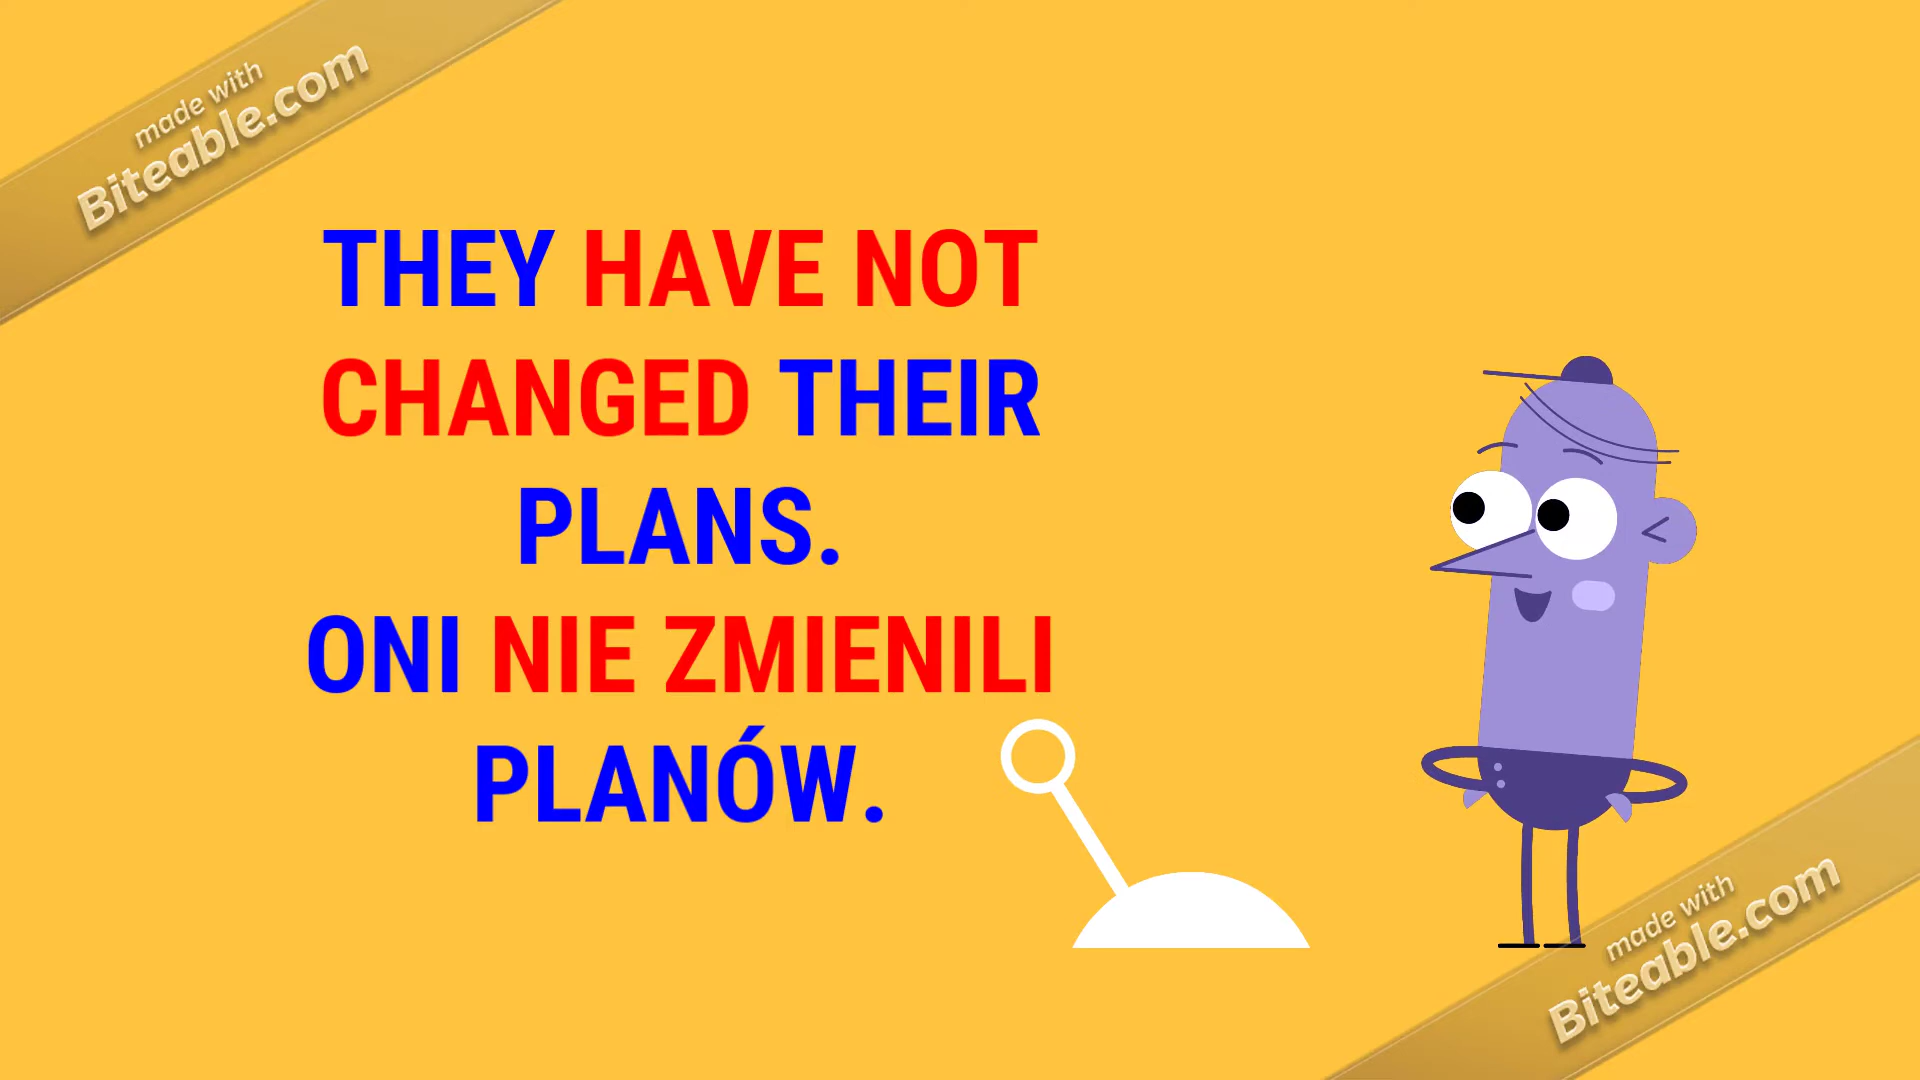 made with
Biteable.com
THEY HAVE NOT
CHANGED THEIR
PLANS.
ONI NIE ZMIENILI
PLANÓW.
made with
Biteable.com